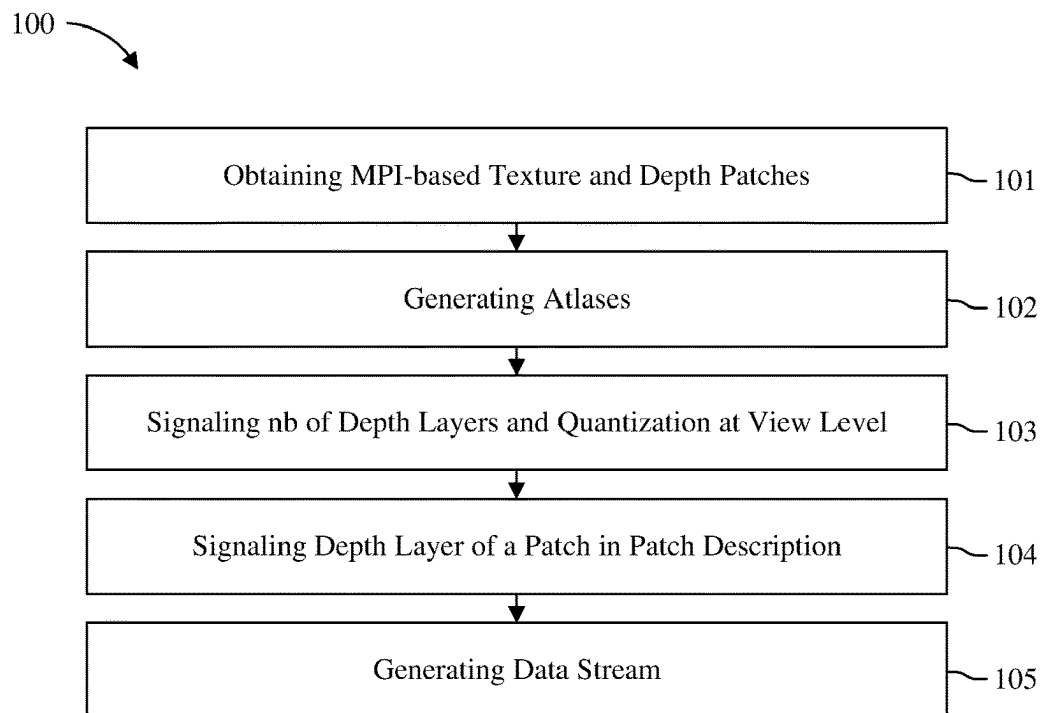 100
Obtaining MPI-based Texture and Depth Patches
101
Generating Atlases
102
Signaling nb of Depth Layers and Quantization at View Level
103
Signaling Depth Layer of a Patch in Patch Description
104
Generating Data Stream
105